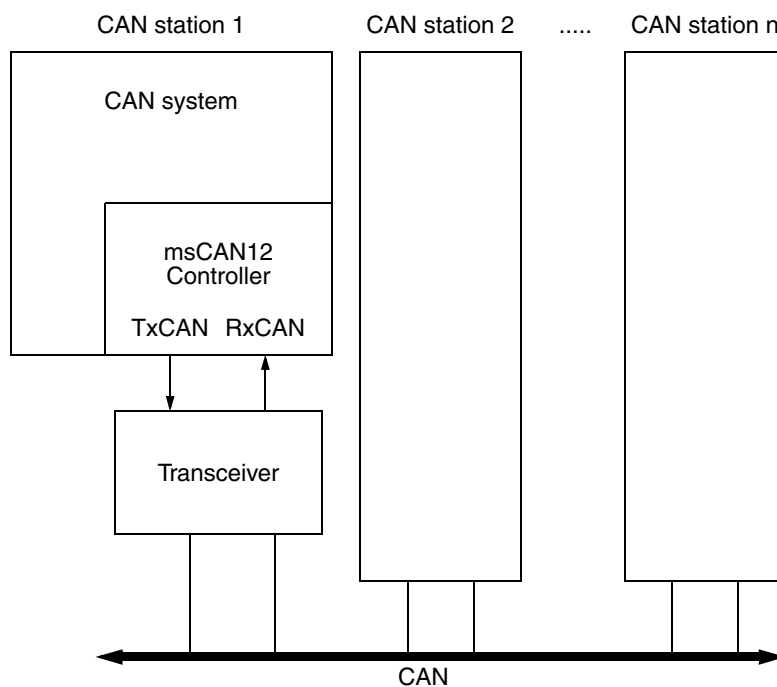 CAN station 1
CAN station 2
.....
CAN station n
CAN system
msCAN12
Controller
TxCAN
RxCAN
Transceiver
CAN